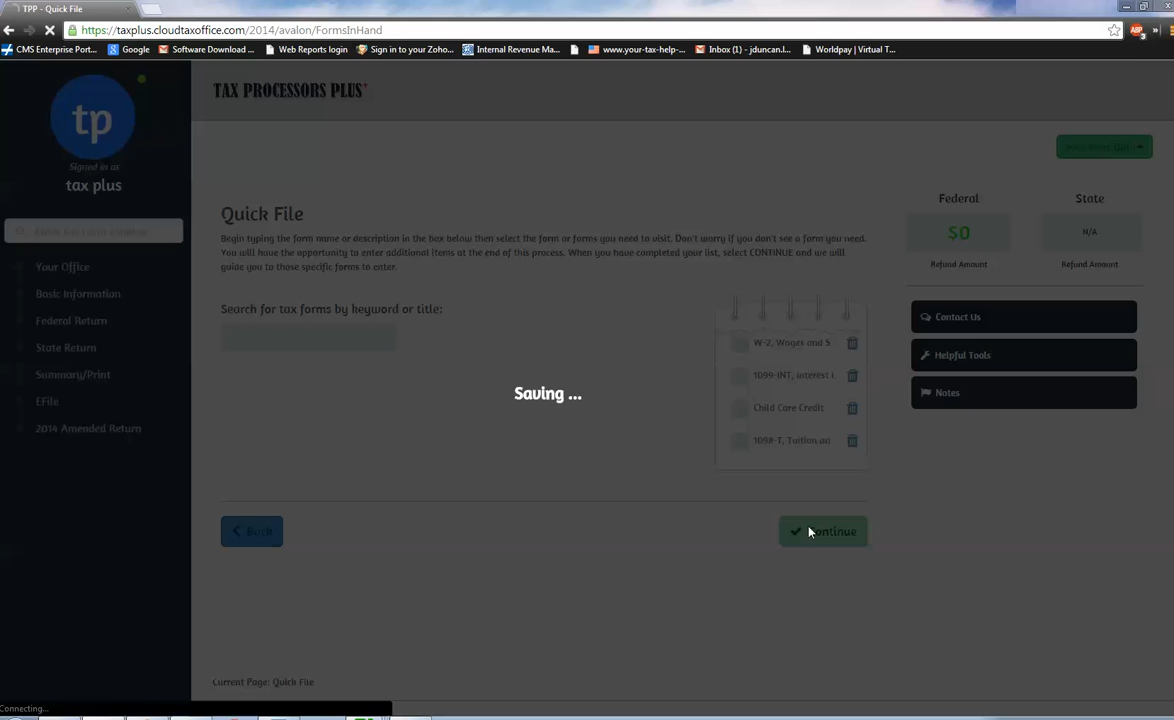 TPP - Quick File
https://taxplus.cloudtaxoffice.com/2014/avalon/FormsInHand
CMS Enterprise Port...
Google
Software Download ...
Web Reports login
Sign in to your Zoho...
Internal Revenue Ma...
www.your-tax-help-...
Inbox (1) - jduncan.l...
Worldpay | Virtual T...
ABP
3
tp
Signed in as
tax plus
Your Office
Basic Information
Federal Return
State Return
Summary/Print
EFile
2014 Amended Return
TAX PROCESSORS PLUS
Quick File
Begin typing the form name or description in the box below then select the form or forms you need to visit. Don't worry if you don't see a form you need.
You will have the opportunity to enter additional items at the end of this process. When you have completed your list, select CONTINUE and we will
guide you to those specific forms to enter.
Search for tax forms by keyword or title:
W-2, Wages and S
1099-INT, Interest I
Child Care Credit
1098-T, Tuition an
Saving ...
Back
Continue
Federal
State
$0
N/A
Refund Amount
Refund Amount
Contact Us
Helpful Tools
Notes
Current Page: Quick File
Connecting...